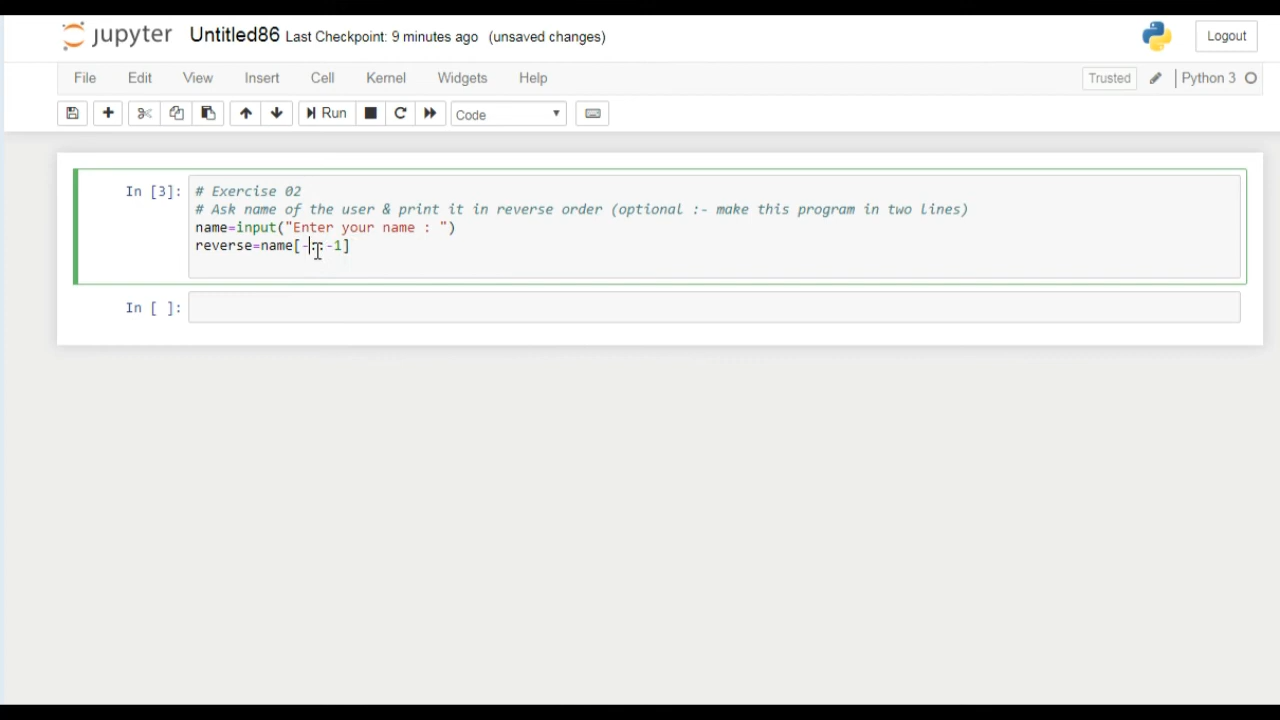 jupyter Untitled86 Last Checkpoint: 9 minutes ago (unsaved changes) Logout
File Edit View Insert Cell Kernel Widgets Help Trusted Python 3
Run Code
In [3]: # Exercise 02
# Ask name of the user & print it in reverse order (optional :- make this program in two lines)
name=input("Enter your name : ")
reverse=name[-::-1]
In [ ]: